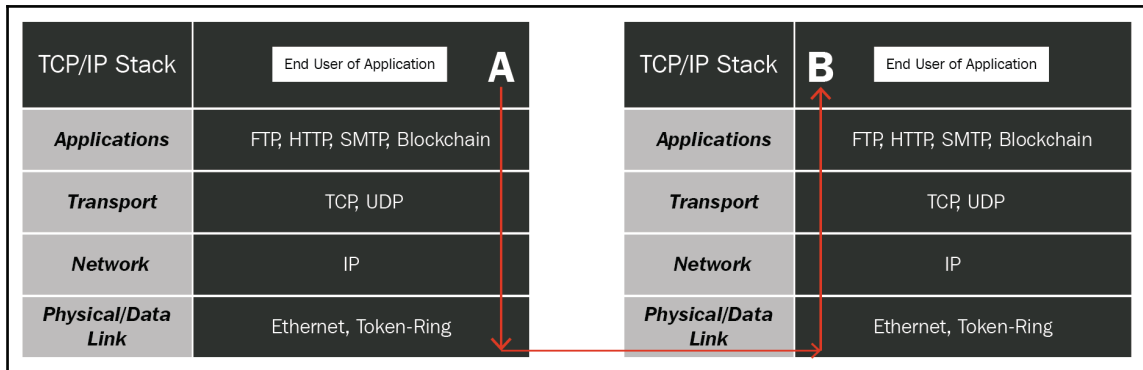 TCP/IP Stack
End User of Application
A
Applications
FTP, HTTP, SMTP, Blockchain
Transport
TCP, UDP
Network
IP
Physical/Data
Link
Ethernet, Token-Ring
TCP/IP Stack
B
End User of Application
Applications
FTP, HTTP, SMTP, Blockchain
Transport
TCP, UDP
Network
IP
Physical/Data
Link
Ethernet, Token-Ring